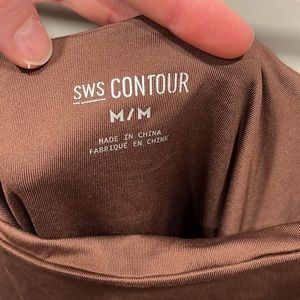 SWS CONTOUR
M/M
MADE IN CHINA
FABRIQUÉ EN CHINE